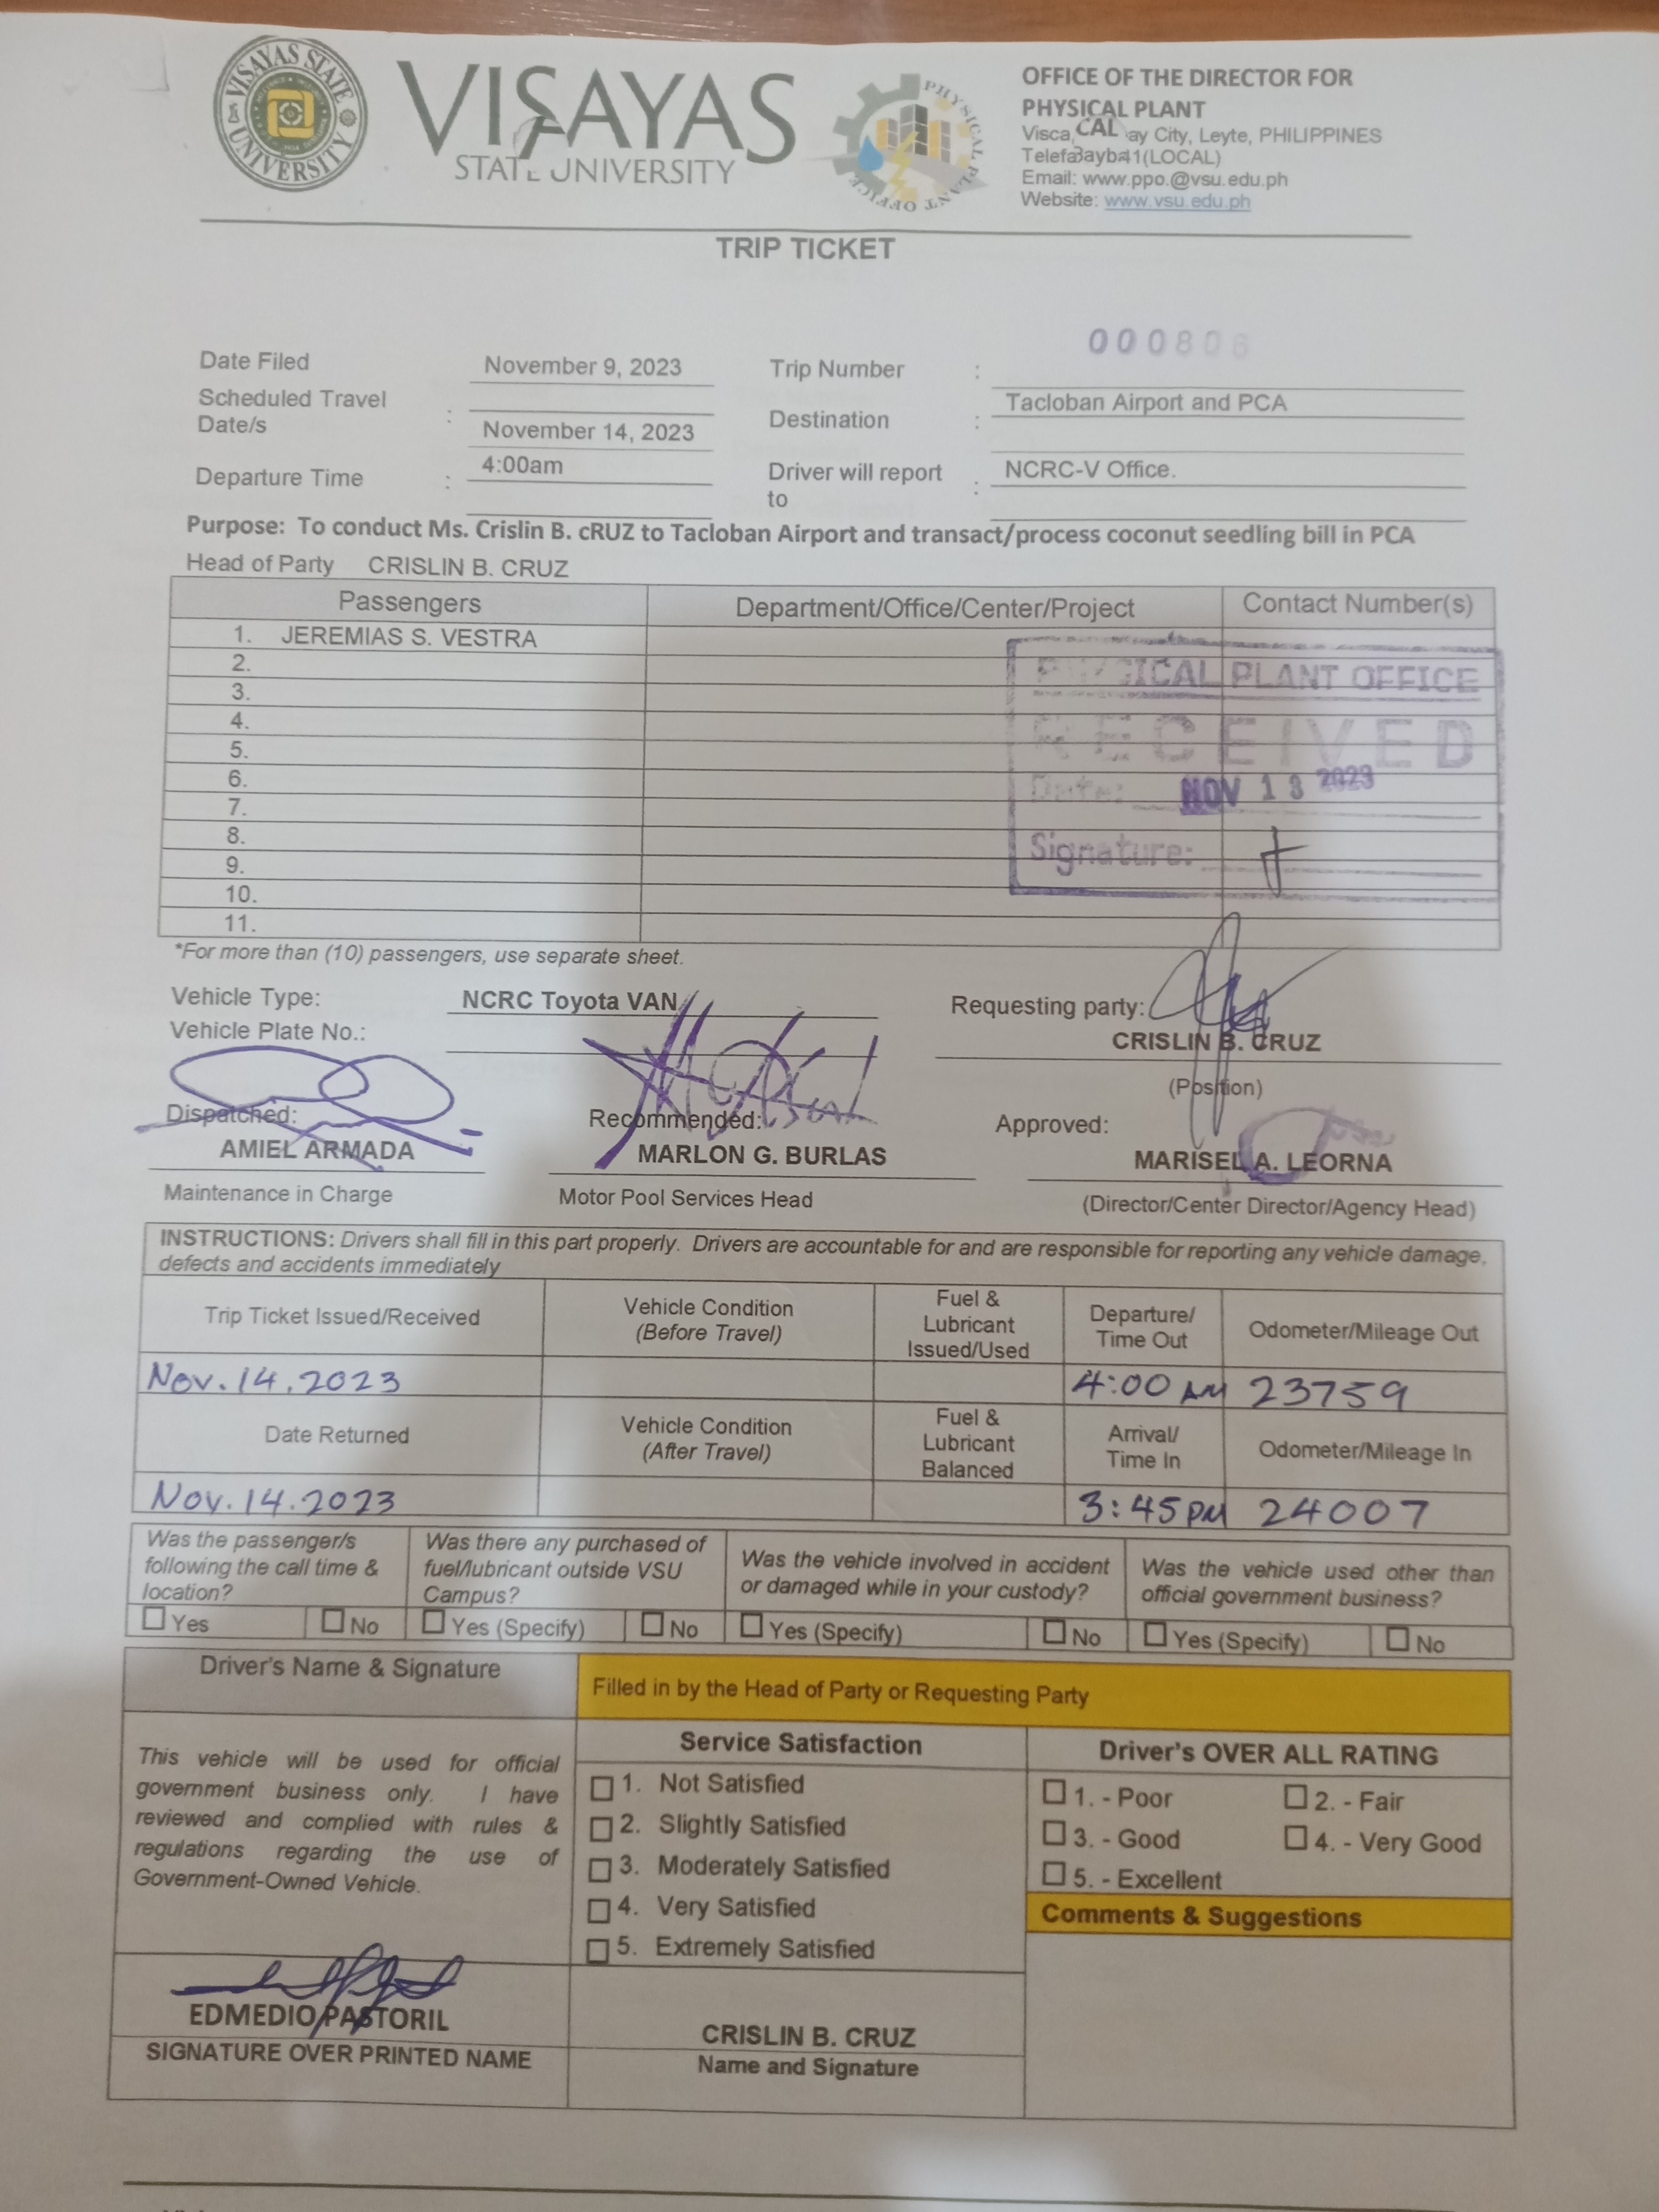 VISAYAS STATE UNIVERSITY
VISAYAS
STATE UNIVERSITY
PHYSICAL PLANT OFFICE
OFFICE OF THE DIRECTOR FOR
PHYSICAL PLANT
Visca, CAL ay City, Leyte, PHILIPPINES
41(LOCAL)
Email: www.ppo.@vsu.edu.ph
Website: www.vsu.edu.ph
TRIP TICKET
000806
Date Filed November 9, 2023 Trip Number :
Scheduled Travel Date/s : November 14, 2023 Destination : Tacloban Airport and PCA
Departure Time : 4:00am Driver will report to : NCRC-V Office.
Purpose: To conduct Ms. Crislin B. cRUZ to Tacloban Airport and transact/process coconut seedling bill in PCA
Head of Party CRISLIN B. CRUZ
Passengers Department/Office/Center/Project Contact Number(s)
1. JEREMIAS S. VESTRA
2.
3.
4.
5.
6.
7.
8.
9.
10.
11.
PHYSICAL PLANT OFFICE
RECEIVED
Date: NOV 13 2023
Signature:
*For more than (10) passengers, use separate sheet.
Vehicle Type: NCRC Toyota VAN Requesting party:
Vehicle Plate No.: CRISLIN B. CRUZ
(Position)
Dispatched: Recommended: Approved:
AMIEL ARMADA MARLON G. BURLAS MARISEL A. LEORNA
Maintenance in Charge Motor Pool Services Head (Director/Center Director/Agency Head)
INSTRUCTIONS: Drivers shall fill in this part properly. Drivers are accountable for and are responsible for reporting any vehicle damage,
defects and accidents immediately
Trip Ticket Issued/Received Vehicle Condition (Before Travel) Fuel & Lubricant Issued/Used Departure/ Time Out Odometer/Mileage Out
Nov. 14, 2023 4:00 AM 23759
Date Returned Vehicle Condition (After Travel) Fuel & Lubricant Balanced Arrival/ Time In Odometer/Mileage In
Nov. 14. 2023 3:45 PM 24007
Was the passenger/s following the call time & location? Was there any purchased of fuel/lubricant outside VSU Campus? Was the vehicle involved in accident or damaged while in your custody? Was the vehicle used other than official government business?
Yes No Yes (Specify) No Yes (Specify) No Yes (Specify) No
Driver's Name & Signature Filled in by the Head of Party or Requesting Party
This vehicle will be used for official
government business only. I have
reviewed and complied with rules &
regulations regarding the use of
Government-Owned Vehicle.
Service Satisfaction
1. Not Satisfied
2. Slightly Satisfied
3. Moderately Satisfied
4. Very Satisfied
5. Extremely Satisfied
Driver's OVER ALL RATING
1. - Poor 2. - Fair
3. - Good 4. - Very Good
5. - Excellent
Comments & Suggestions
EDMEDIO PASTORIL
SIGNATURE OVER PRINTED NAME
CRISLIN B. CRUZ
Name and Signature